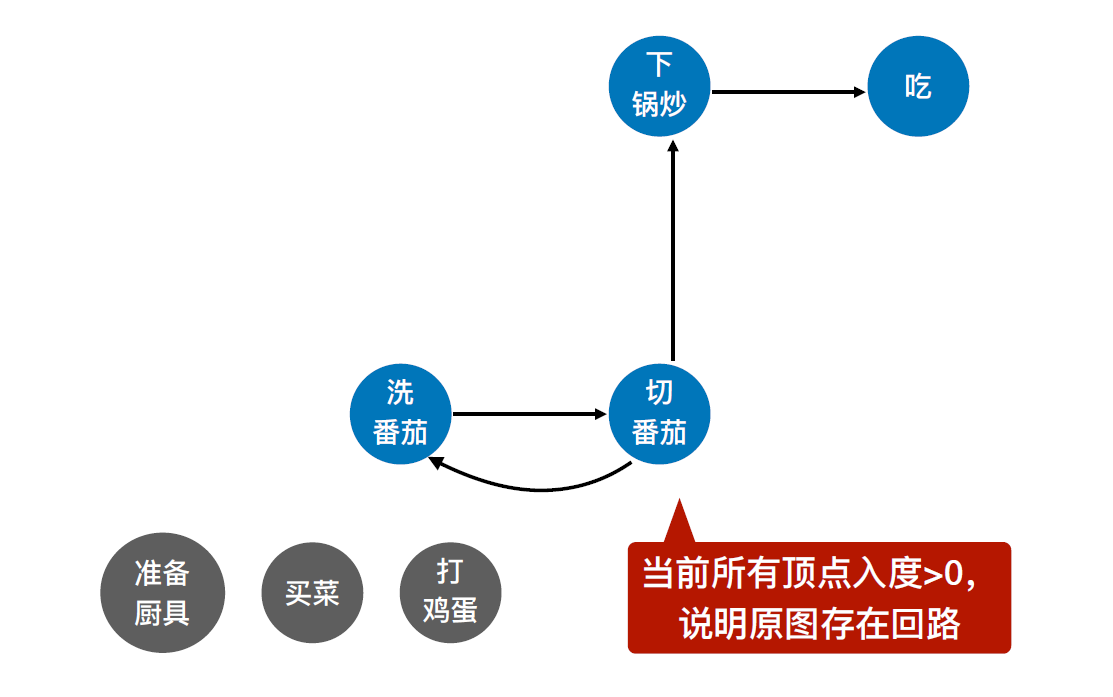 下
锅炒
吃
洗
番茄
切
番茄
准备
厨具
买菜
打
鸡蛋
当前所有顶点入度>0，
说明原图存在回路